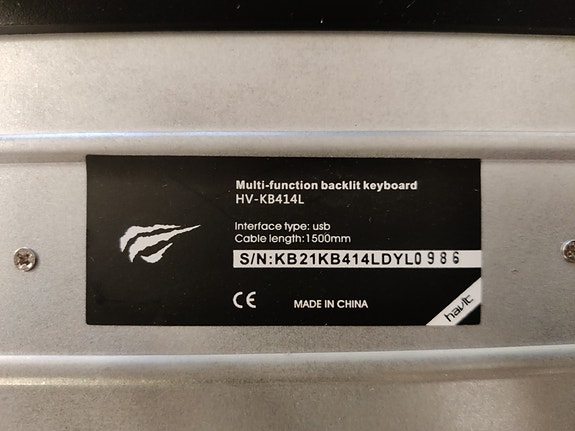 Multi-function backlit keyboard
HV-KB414L
Interface type: usb
Cable length: 1500mm
S/N:KB21KB414LDYL0986
CE
MADE IN CHINA
havit